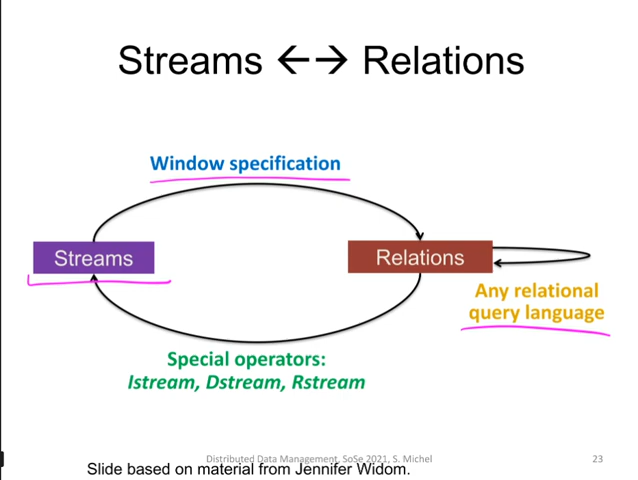 Streams ←→ Relations
Window specification
Streams
Relations
Any relational
query language
Special operators:
Istream, Dstream, Rstream
Distributed Data Management, SoSe 2021, S. Michel
23
Slide based on material from Jennifer Widom.